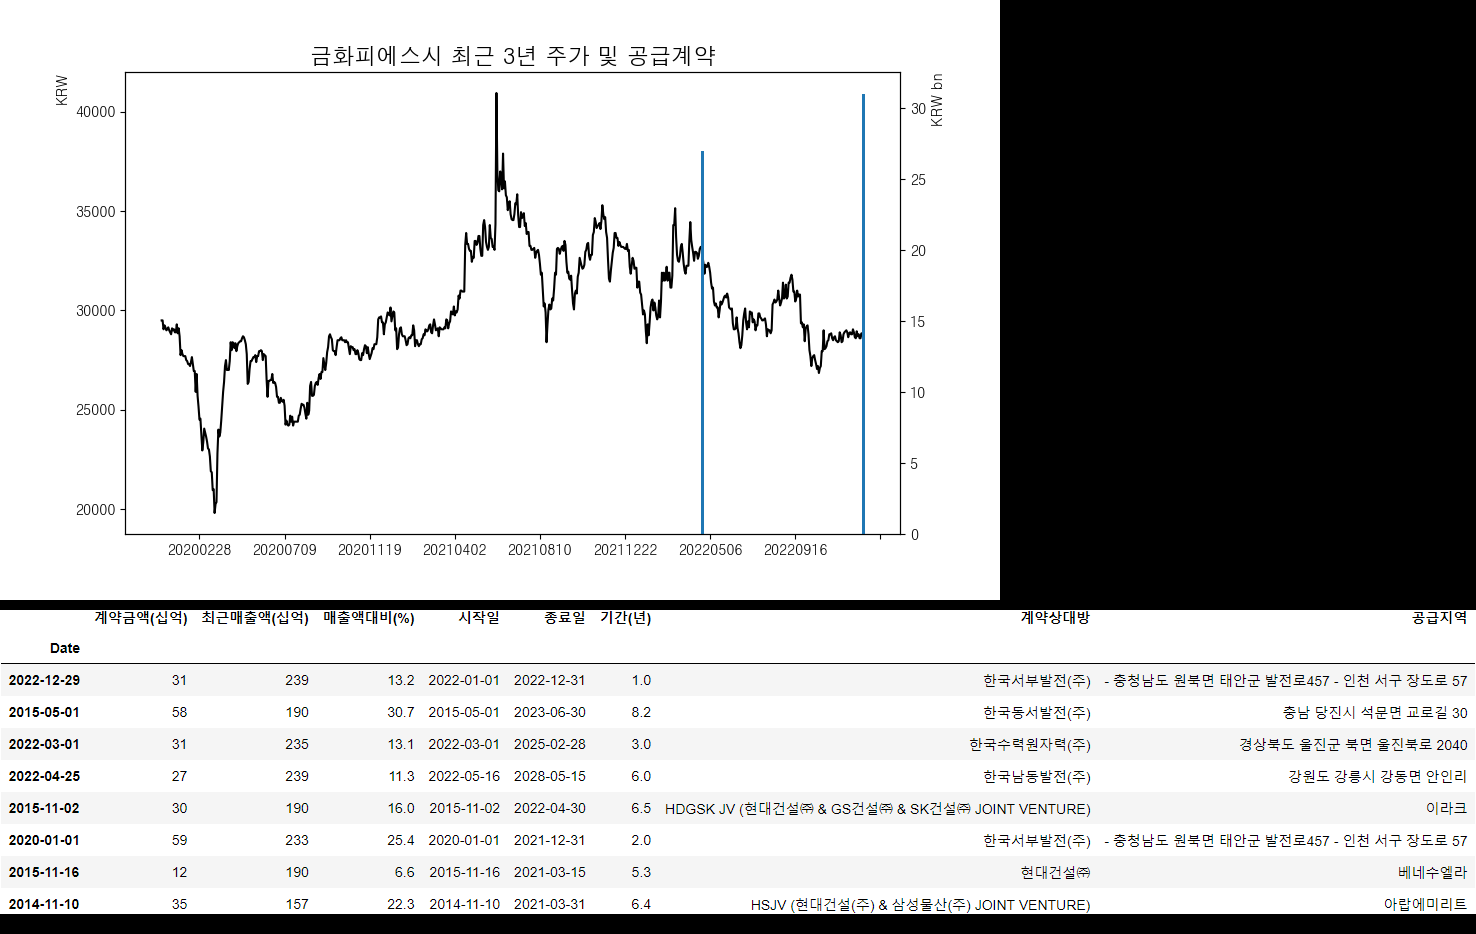 금화피에스시 최근 3년 주가 및 공급계약
KRW
KRW bn
40000
35000
30000
25000
20000
30
25
20
15
10
5
0
20200228 20200709 20201119 20210402 20210810 20211222 20220506 20220916
계약금액(십억) 최근매출액(십억) 매출액대비(%) 시작일 종료일 기간(년) 계약상대방 공급지역
Date
2022-12-29 31 239 13.2 2022-01-01 2022-12-31 1.0 한국서부발전(주) - 충청남도 원북면 태안군 발전로457 - 인천 서구 장도로 57
2015-05-01 58 190 30.7 2015-05-01 2023-06-30 8.2 한국동서발전(주) 충남 당진시 석문면 교로길 30
2022-03-01 31 235 13.1 2022-03-01 2025-02-28 3.0 한국수력원자력(주) 경상북도 울진군 북면 울진북로 2040
2022-04-25 27 239 11.3 2022-05-16 2028-05-15 6.0 한국남동발전(주) 강원도 강릉시 강동면 안인리
2015-11-02 30 190 16.0 2015-11-02 2022-04-30 6.5 HDGSK JV (현대건설㈜ & GS건설㈜ & SK건설㈜ JOINT VENTURE) 이라크
2020-01-01 59 233 25.4 2020-01-01 2021-12-31 2.0 한국서부발전(주) - 충청남도 원북면 태안군 발전로457 - 인천 서구 장도로 57
2015-11-16 12 190 6.6 2015-11-16 2021-03-15 5.3 현대건설㈜ 베네수엘라
2014-11-10 35 157 22.3 2014-11-10 2021-03-31 6.4 HSJV (현대건설(주) & 삼성물산(주) JOINT VENTURE) 아랍에미리트